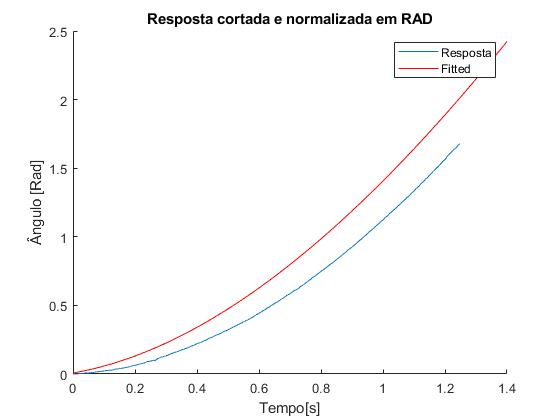 Resposta cortada e normalizada em RAD
Resposta
Fitted
Ângulo [Rad]
2.5
2
1.5
1
0.5
0
0 0.2 0.4 0.6 0.8 1 1.2 1.4
Tempo[s]